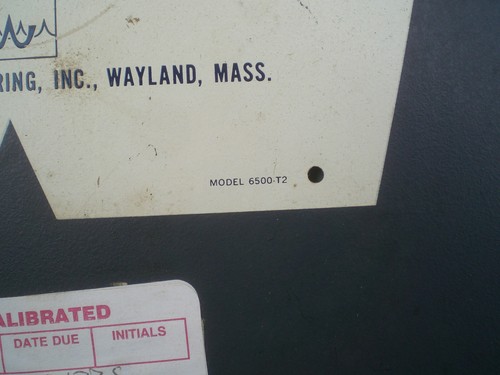 RING, INC., WAYLAND, MASS.
MODEL 6500-T2
ALIBRATED
DATE DUE INITIALS